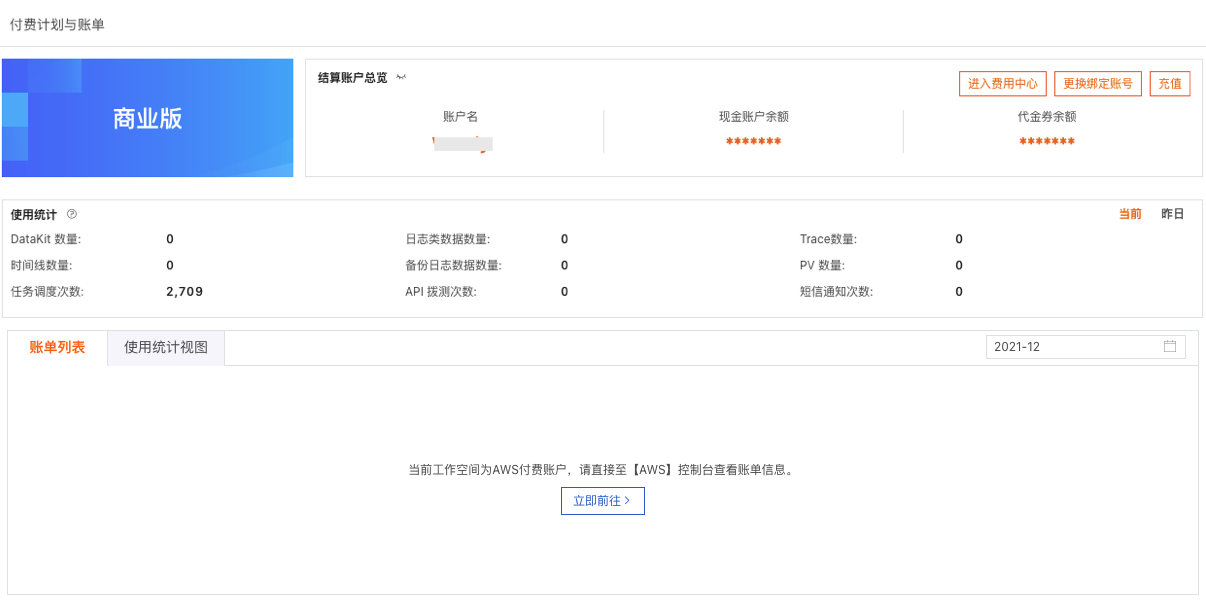 付费计划与账单
商业版
结算账户总览
进入费用中心 更换绑定账号 充值
账户名 现金账户余额 代金券余额
******* *******
使用统计
当前 昨日
DataKit 数量: 0 日志类数据数量: 0 Trace数量: 0
时间线数量: 0 备份日志数据数量: 0 PV 数量: 0
任务调度次数: 2,709 API 拨测次数: 0 短信通知次数: 0
账单列表 使用统计视图 2021-12
当前工作空间为AWS付费账户，请直接至【AWS】控制台查看账单信息。
立即前往 >